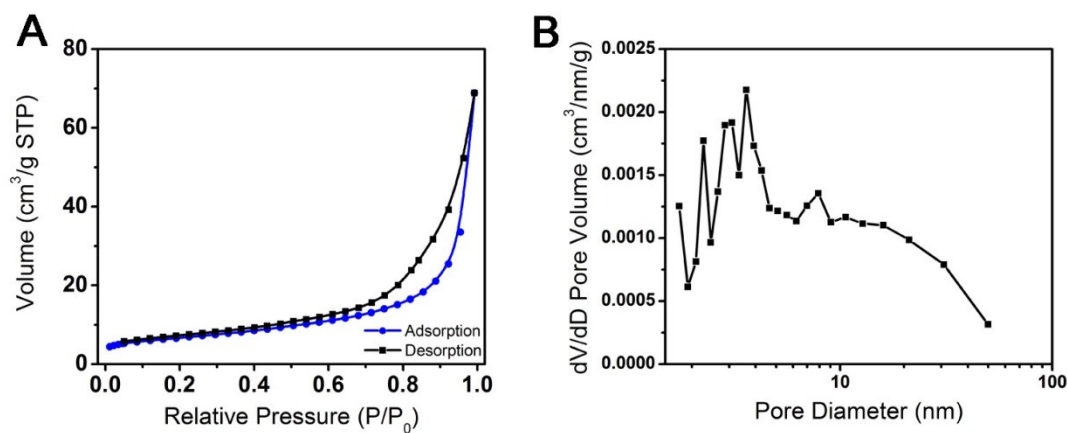 A
Volume (cm³/g STP)
80
60
40
20
0
0.0 0.2 0.4 0.6 0.8 1.0
Relative Pressure (P/P₀)
Adsorption
Desorption
B
dV/dD Pore Volume (cm³/nm/g)
0.0025
0.0020
0.0015
0.0010
0.0005
0.0000
10 100
Pore Diameter (nm)